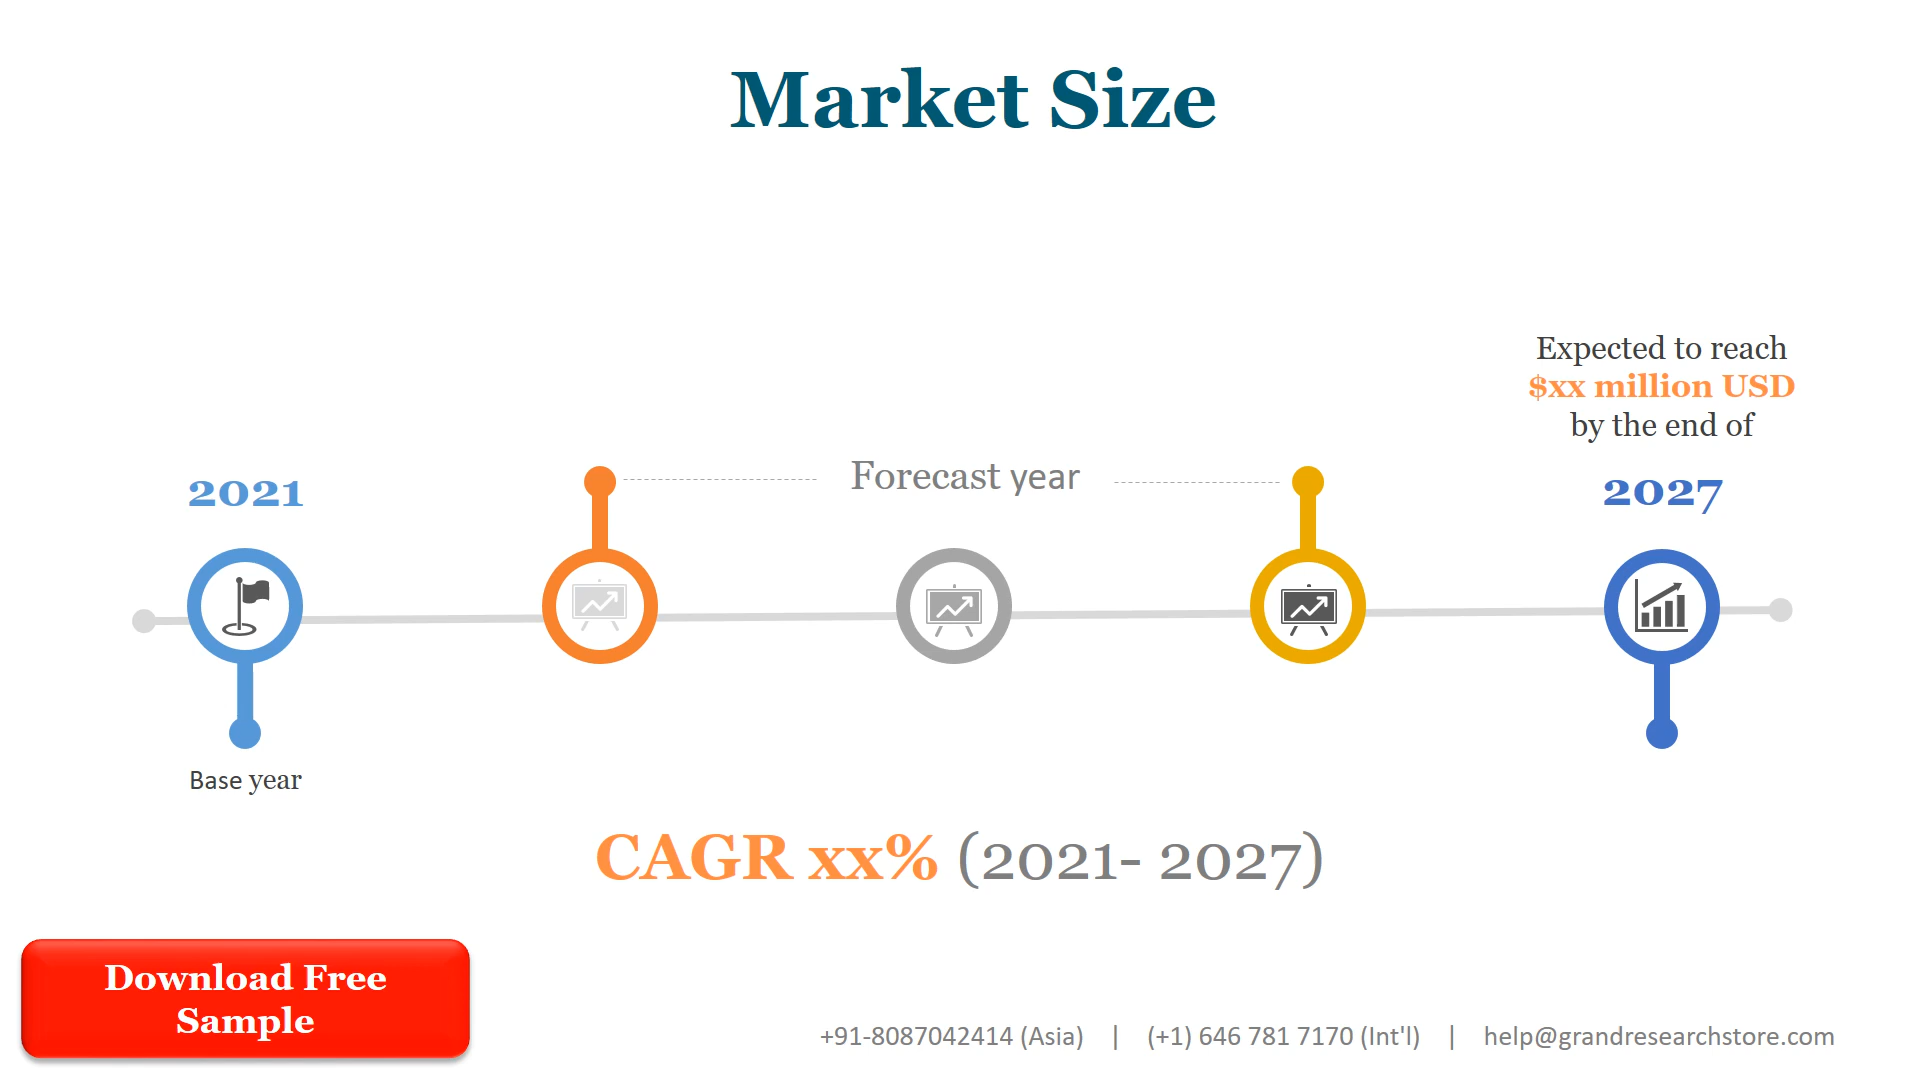 Market Size
Expected to reach
$xx million USD
by the end of
2021
Forecast year
2027
Base year
CAGR xx% (2021- 2027)
Download Free
Sample
+91-8087042414 (Asia) | (+1) 646 781 7170 (Int'l) | help@grandresearchstore.com